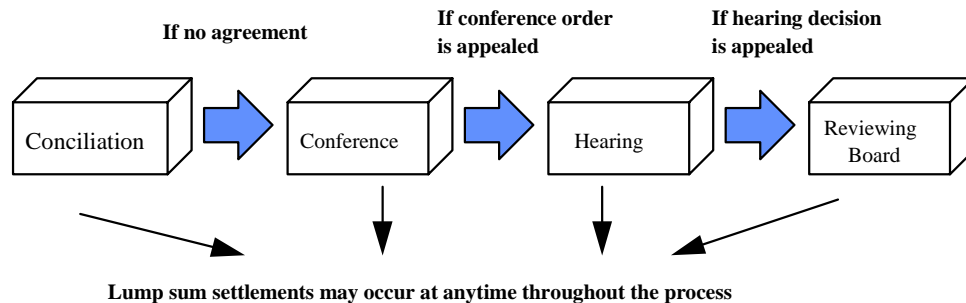 If no agreement
If conference order
is appealed
If hearing decision
is appealed
Conciliation
Conference
Hearing
Reviewing
Board
Lump sum settlements may occur at anytime throughout the process